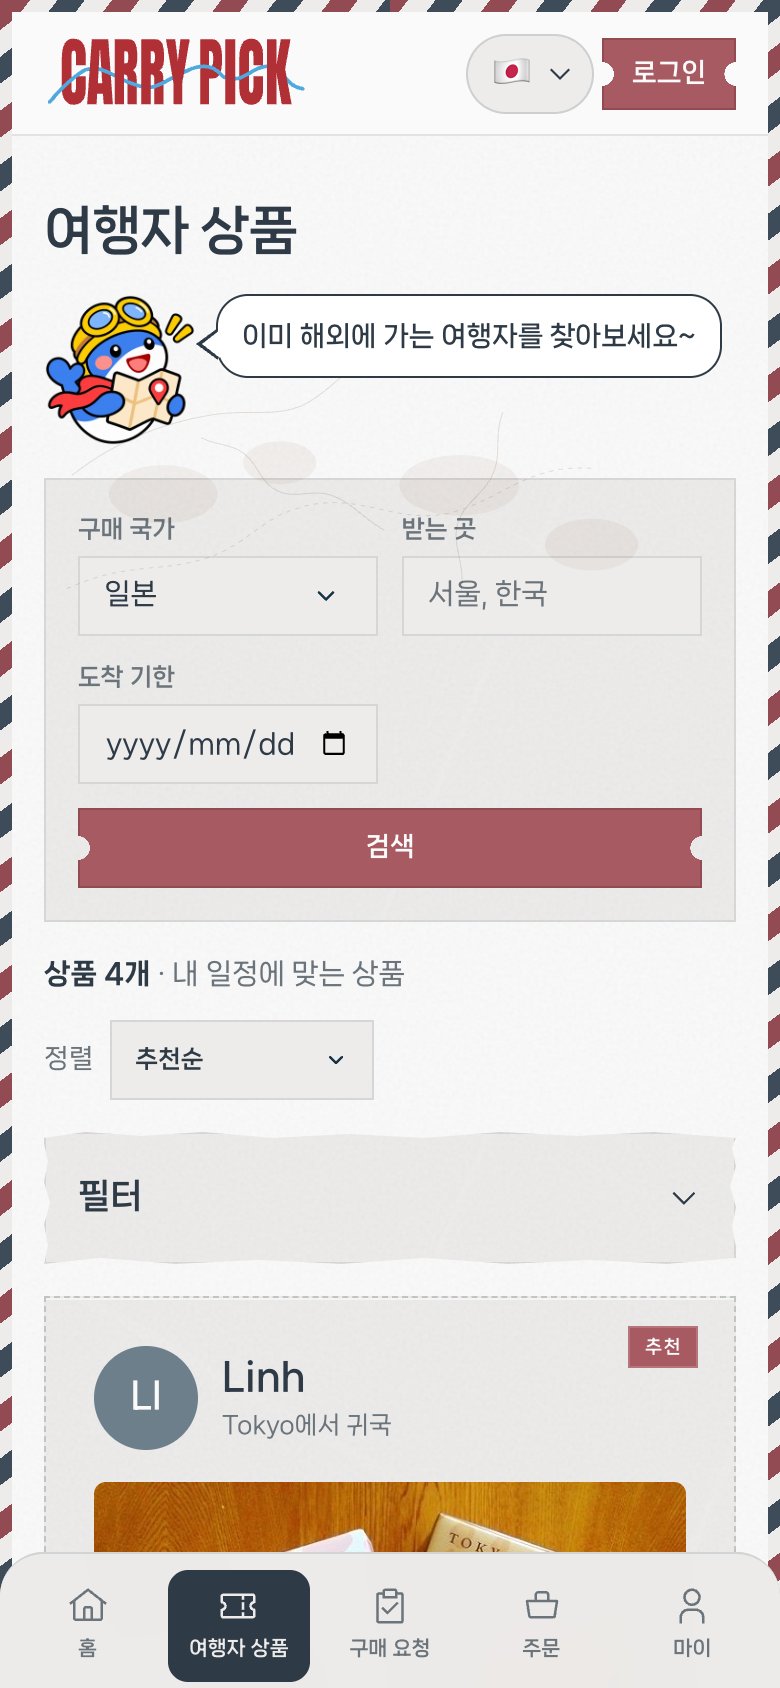 CARRY PICK
로그인
여행자 상품
이미 해외에 가는 여행자를 찾아보세요~
구매 국가
받는 곳
일본
서울, 한국
도착 기한
yyyy/mm/dd
검색
상품 4개 · 내 일정에 맞는 상품
정렬
추천순
필터
추천
LI
Linh
Tokyo에서 귀국
홈
여행자 상품
구매 요청
주문
마이